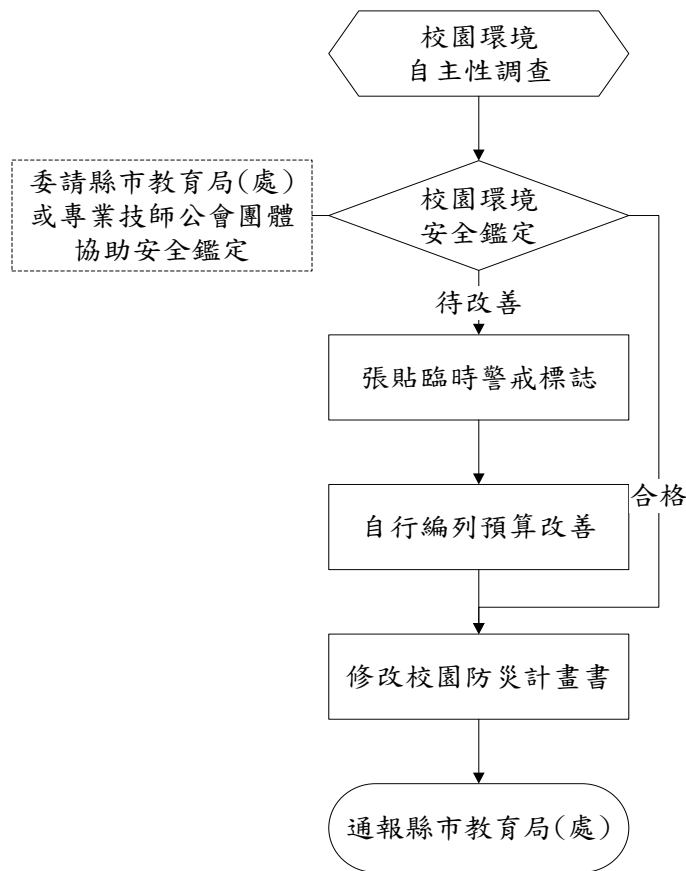 校園環境
自主性調查
委請縣市教育局(處)
或專業技師公會團體
協助安全鑑定
校園環境
安全鑑定
待改善
張貼臨時警戒標誌
合格
自行編列預算改善
修改校園防災計畫書
通報縣市教育局(處)